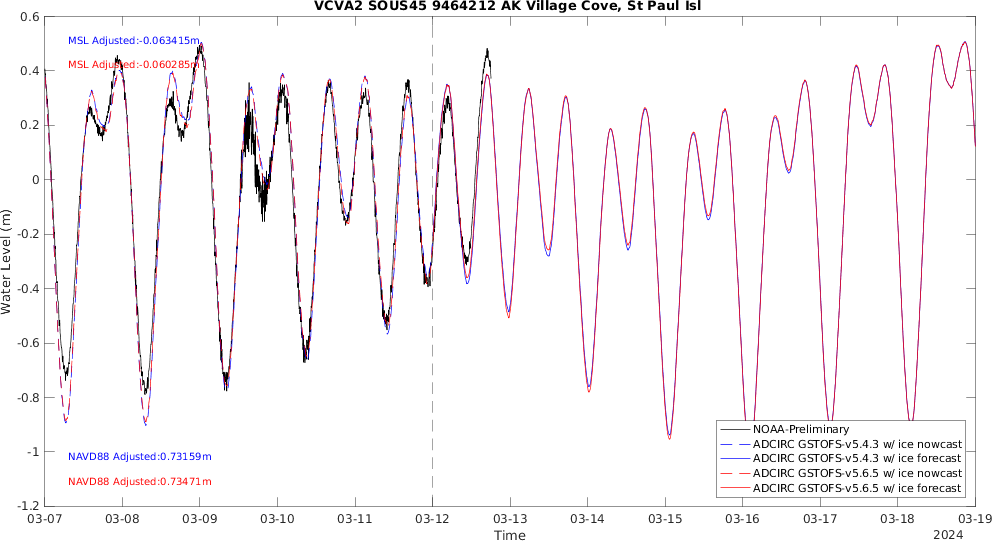 VCVA2 SOUS45 9464212 AK Village Cove, St Paul Isl
MSL Adjusted:-0.063415m
MSL Adjusted:-0.060285m
NAVD88 Adjusted:0.73159m
NAVD88 Adjusted:0.73471m
Water Level (m)
0.6
0.4
0.2
0
-0.2
-0.4
-0.6
-0.8
-1
-1.2
NOAA-Preliminary
ADCIRC GSTOFS-v5.4.3 w/ ice nowcast
ADCIRC GSTOFS-v5.4.3 w/ ice forecast
ADCIRC GSTOFS-v5.6.5 w/ ice nowcast
ADCIRC GSTOFS-v5.6.5 w/ ice forecast
03-07 03-08 03-09 03-10 03-11 03-12 03-13 03-14 03-15 03-16 03-17 03-18 03-19
Time
2024